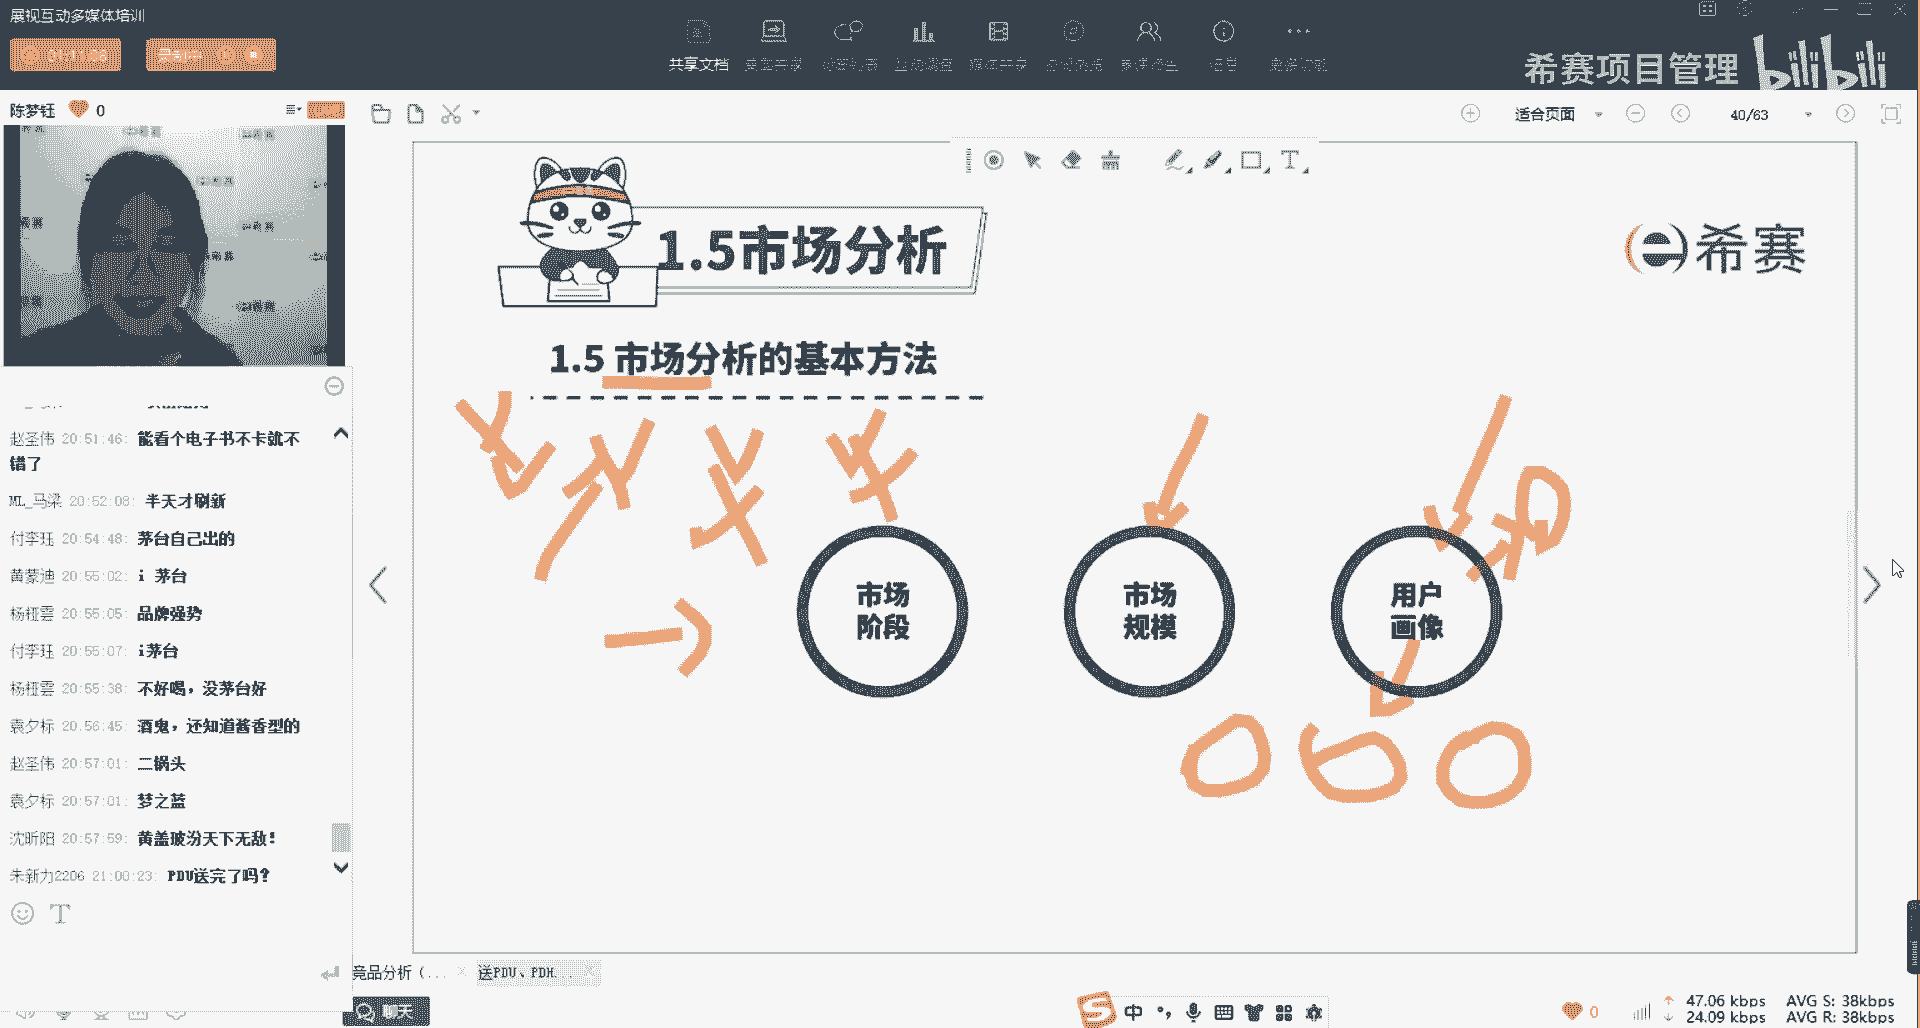 展视互动多媒体培训
共享文档
希赛项目管理 bilibili
陈梦钰 0
适合页面
40/63
1.5市场分析
希赛
1.5 市场分析的基本方法
市场
阶段
市场
规模
用户
画像
赵圣伟 20:51:46: 能看个电子书不卡就不
错了
ML_马梁 20:52:08: 半天才刷新
付李珏 20:54:48: 茅台自己出的
黄蒙迪 20:55:02: i 茅台
杨桠雲 20:55:05: 品牌强势
付李珏 20:55:07: i茅台
杨桠雲 20:55:38: 不好喝，没茅台好
袁夕标 20:56:45: 酒鬼，还知道酱香型的
赵圣伟 20:57:01: 二锅头
袁夕标 20:57:01: 梦之蓝
沈昕阳 20:57:59: 黄盖玻汾天下无敌!
朱新力2206 21:00:23: PDU送完了吗?
竞品分析（...
送PDU、PDH...
聊天
中
0
47.06 kbps AVG S: 38kbps
24.09 kbps AVG R: 38kbps